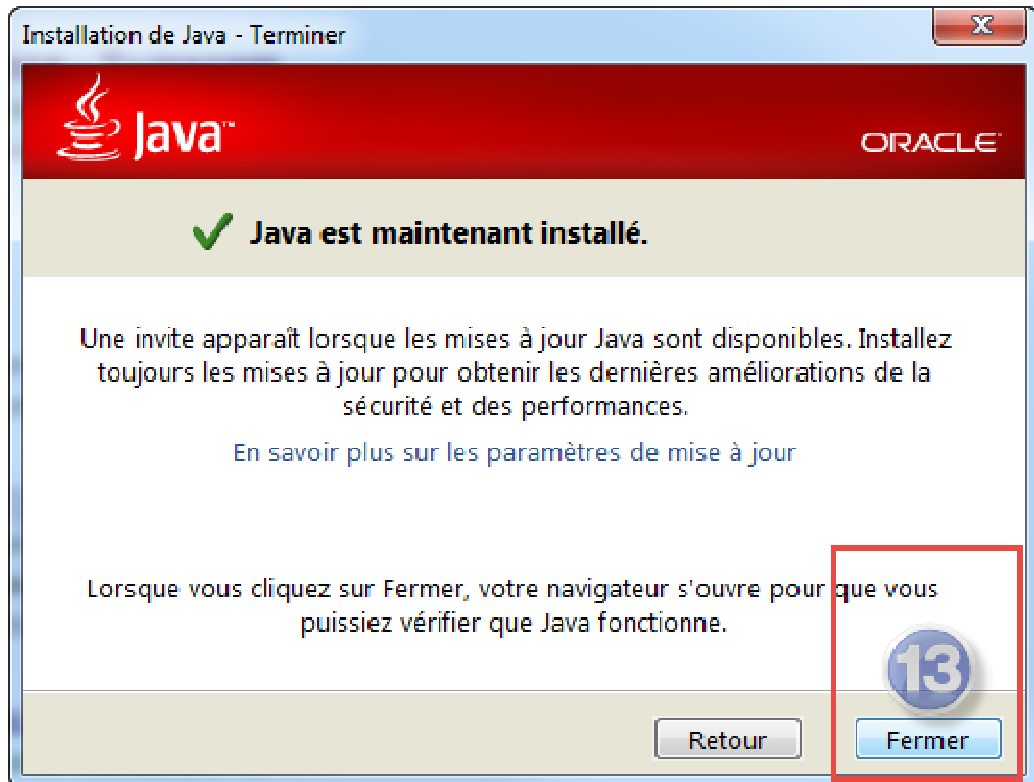 Installation de Java - Terminer
Java™
ORACLE
Java est maintenant installé.
Une invite apparaît lorsque les mises à jour Java sont disponibles. Installez
toujours les mises à jour pour obtenir les dernières améliorations de la
sécurité et des performances.
En savoir plus sur les paramètres de mise à jour
Lorsque vous cliquez sur Fermer, votre navigateur s'ouvre pour que vous
puissiez vérifier que Java fonctionne.
13
Retour Fermer